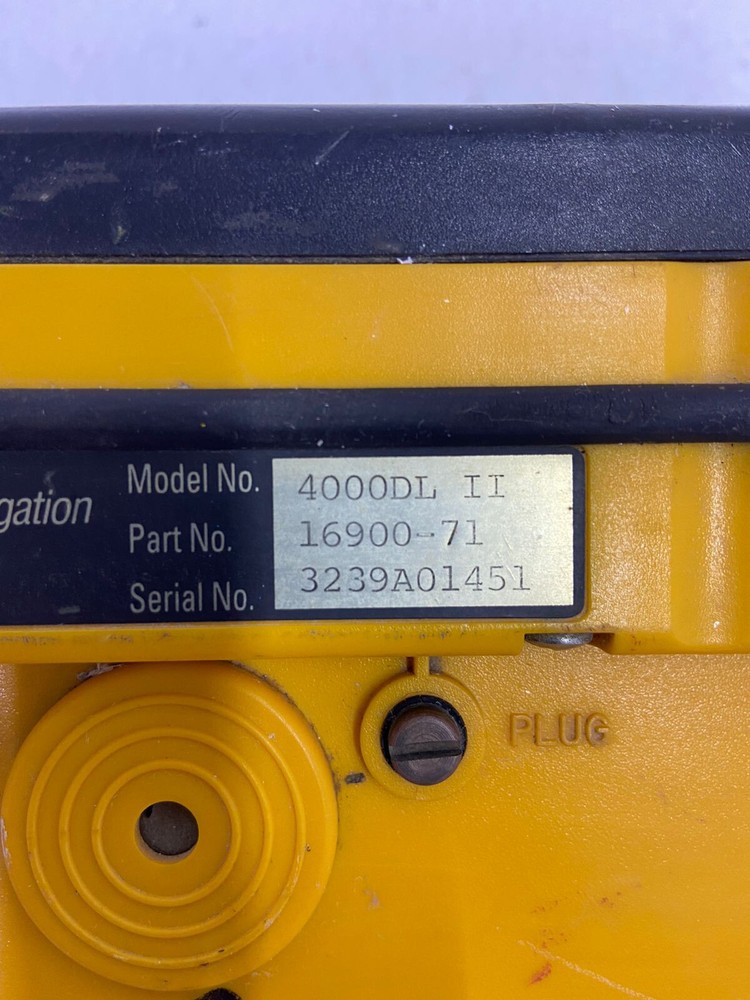 gation
Model No. 4000DL II
Part No. 16900-71
Serial No. 3239A01451
PLUG